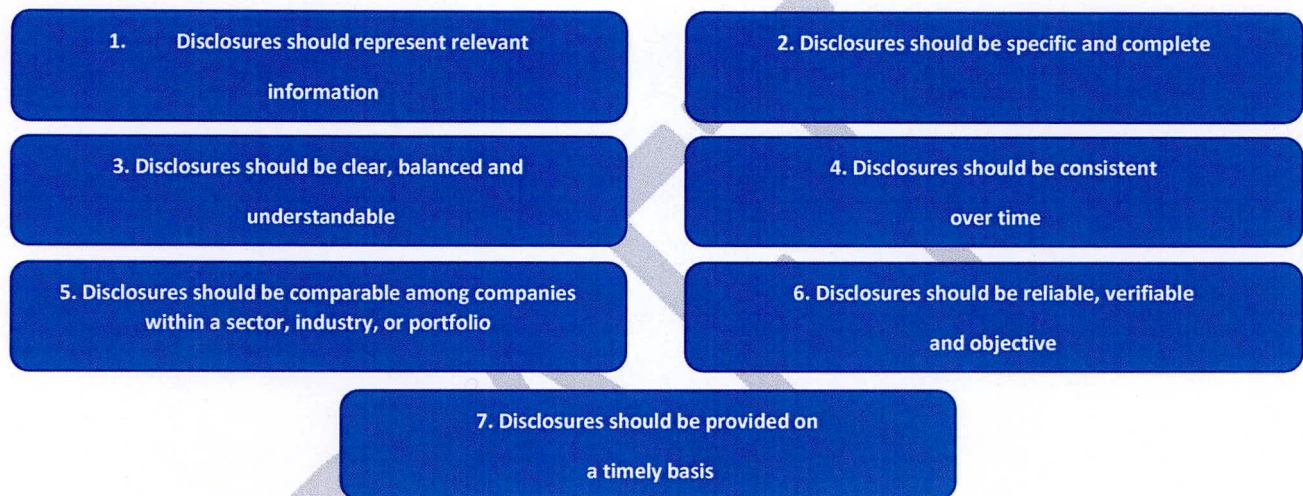 1. Disclosures should represent relevant
information
2. Disclosures should be specific and complete
3. Disclosures should be clear, balanced and
understandable
4. Disclosures should be consistent
over time
5. Disclosures should be comparable among companies
within a sector, industry, or portfolio
6. Disclosures should be reliable, verifiable
and objective
7. Disclosures should be provided on
a timely basis